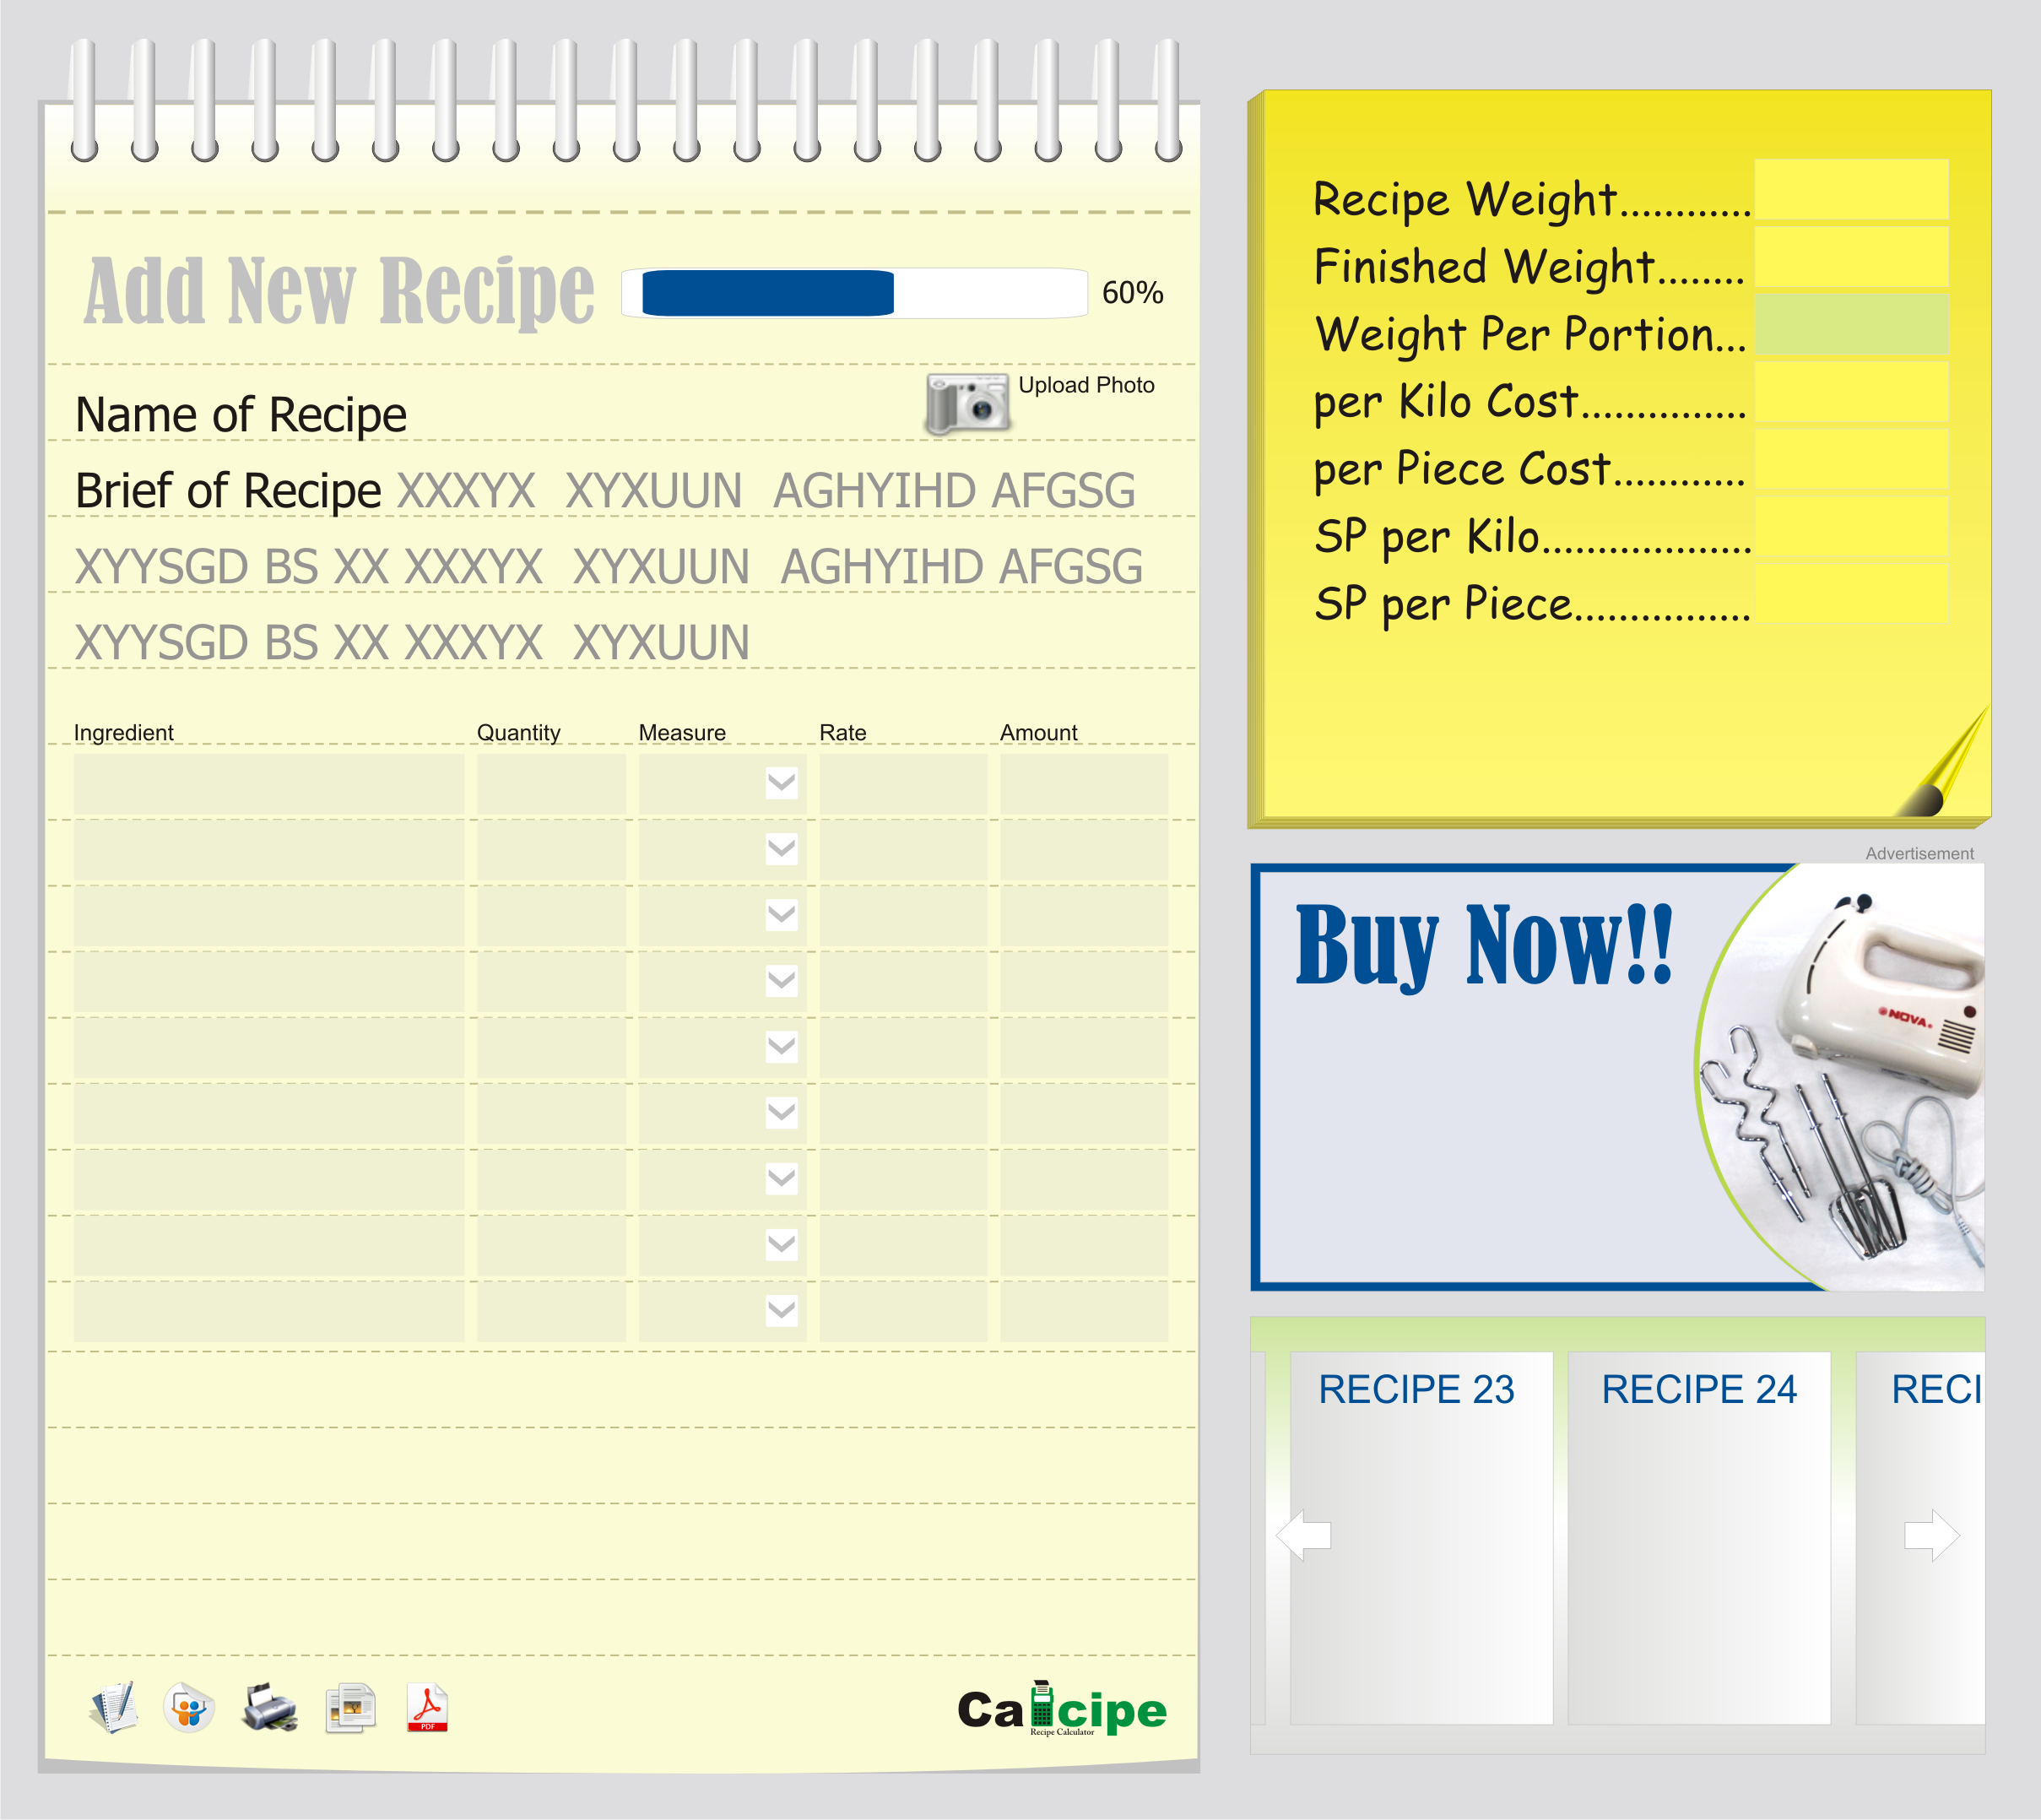 Add New Recipe
60%
Upload Photo
Name of Recipe
Brief of Recipe XXXYX XYXUUN AGHYIHD AFGSG
XYYSGD BS XX XXXYX XYXUUN AGHYIHD AFGSG
XYYSGD BS XX XXXYX XYXUUN
Ingredient Quantity Measure Rate Amount
PDF
Calcipe
Recipe Calculator
Recipe Weight............
Finished Weight........
Weight Per Portion...
per Kilo Cost...............
per Piece Cost............
SP per Kilo...................
SP per Piece................
Advertisement
Buy Now!!
NOVA
RECIPE 23
RECIPE 24
RECI